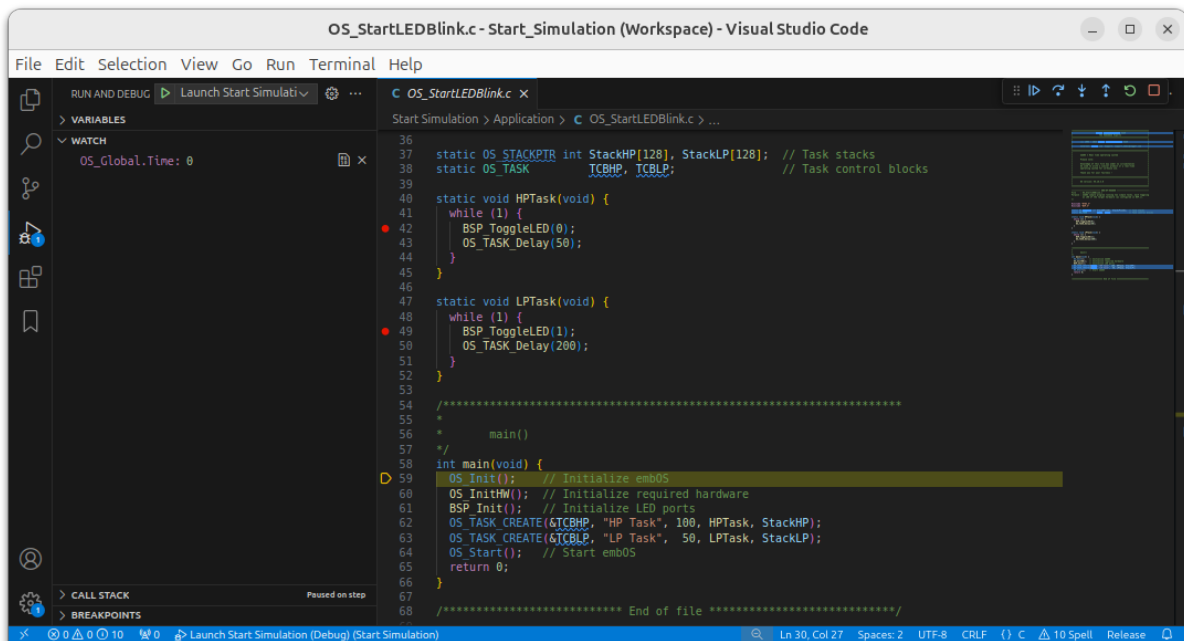 OS_StartLEDBlink.c - Start_Simulation (Workspace) - Visual Studio Code
File Edit Selection View Go Run Terminal Help
RUN AND DEBUG Launch Start Simulati
VARIABLES
WATCH
OS_Global.Time: 0
C OS_StartLEDBlink.c
Start Simulation > Application > C OS_StartLEDBlink.c > ...
36
37 static OS_STACKPTR int StackHP[128], StackLP[128]; // Task stacks
38 static OS_TASK TCBHP, TCBLP; // Task control blocks
39
40 static void HPTask(void) {
41 while (1) {
42 BSP_ToggleLED(0);
43 OS_TASK_Delay(50);
44 }
45 }
46
47 static void LPTask(void) {
48 while (1) {
49 BSP_ToggleLED(1);
50 OS_TASK_Delay(200);
51 }
52 }
53
54 /*********************************************************************
55 *
56 * main()
57 */
58 int main(void) {
59 OS_Init(); // Initialize embOS
60 OS_InitHW(); // Initialize required hardware
61 BSP_Init(); // Initialize LED ports
62 OS_TASK_CREATE(&TCBHP, "HP Task", 100, HPTask, StackHP);
63 OS_TASK_CREATE(&TCBLP, "LP Task", 50, LPTask, StackLP);
64 OS_Start(); // Start embOS
65 return 0;
66 }
67
68 /*************************** End of file ****************************/
1
1
CALL STACK Paused on step
BREAKPOINTS
0 0 10 0 Launch Start Simulation (Debug) (Start Simulation) Ln 30, Col 27 Spaces: 2 UTF-8 CRLF {} C 10 Spell Release